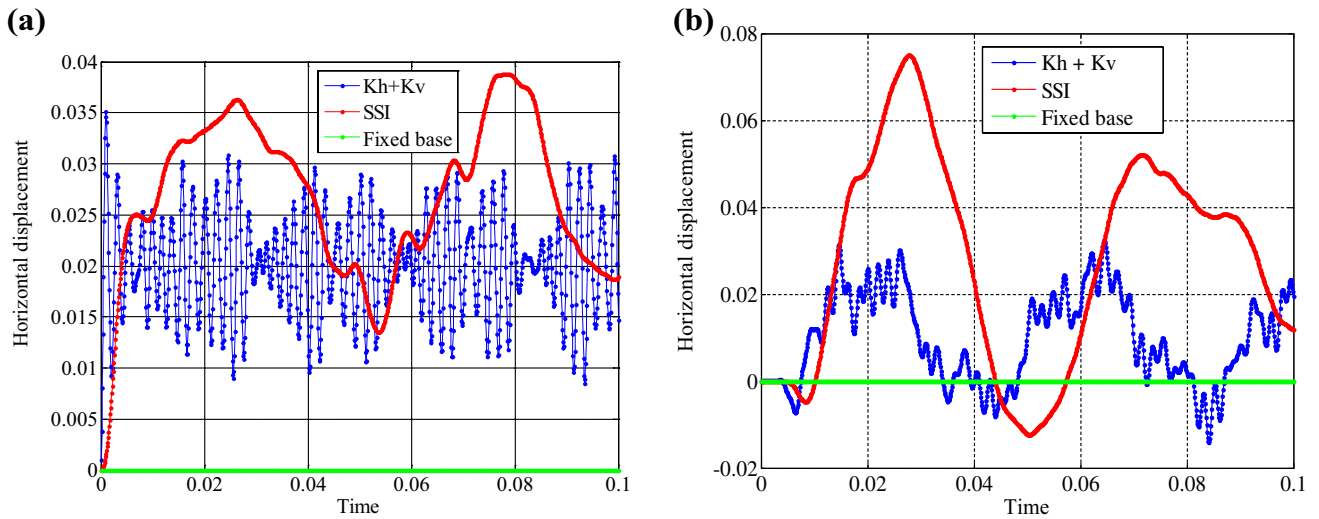 (a)
0.04
0.035
0.03
0.025
0.02
0.015
0.01
0.005
0
Horizontal displacement
Kh+Kv
SSI
Fixed base
0
0.02
0.04
0.06
0.08
0.1
Time
(b)
0.08
0.06
0.04
0.02
0
-0.02
Horizontal displacement
Kh + Kv
SSI
Fixed base
0
0.02
0.04
0.06
0.08
0.1
Time